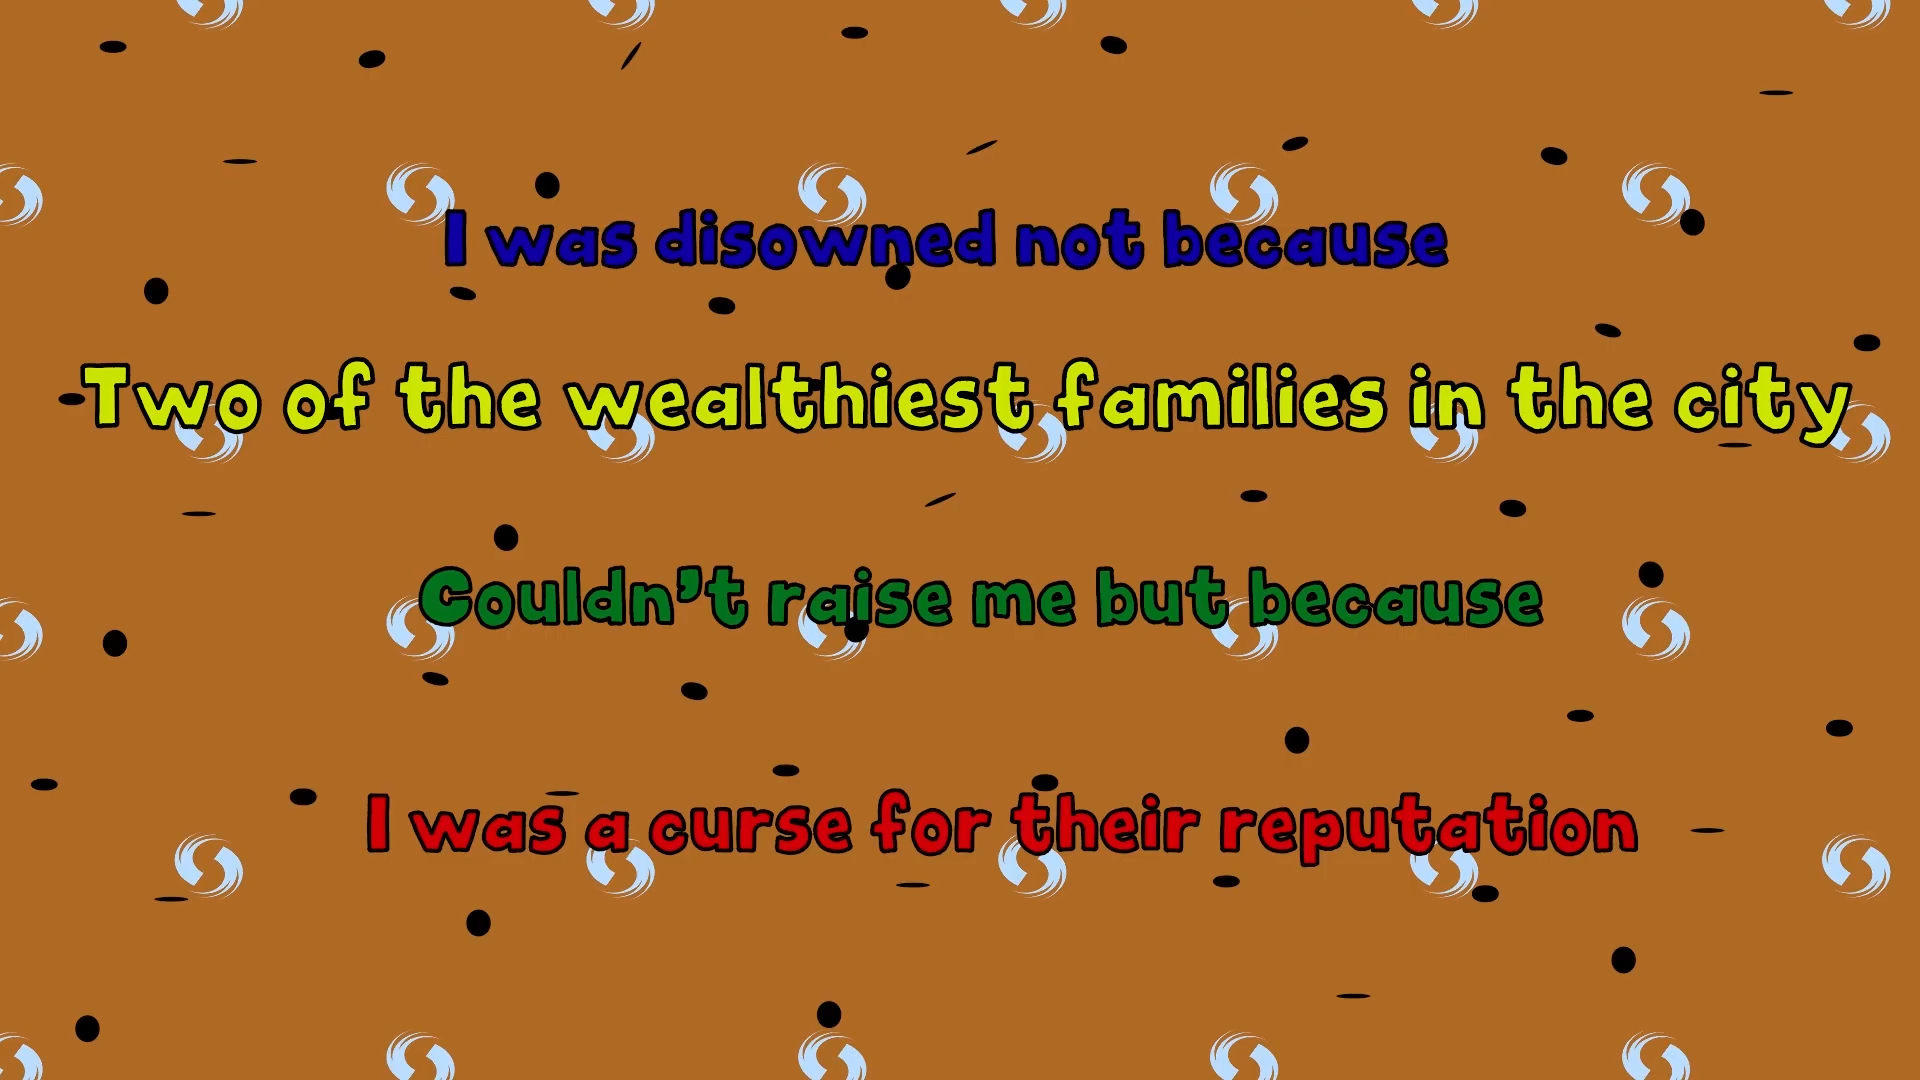 I was disowned not because
Two of the wealthiest families in the city
Couldn't raise me but because
I was a curse for their reputation